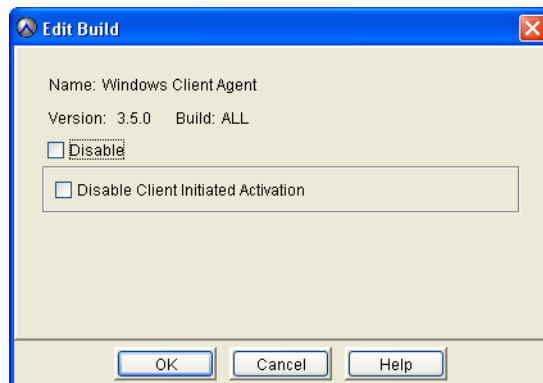 Edit Build
Name: Windows Client Agent
Version: 3.5.0 Build: ALL
Disable
Disable Client Initiated Activation
OK Cancel Help